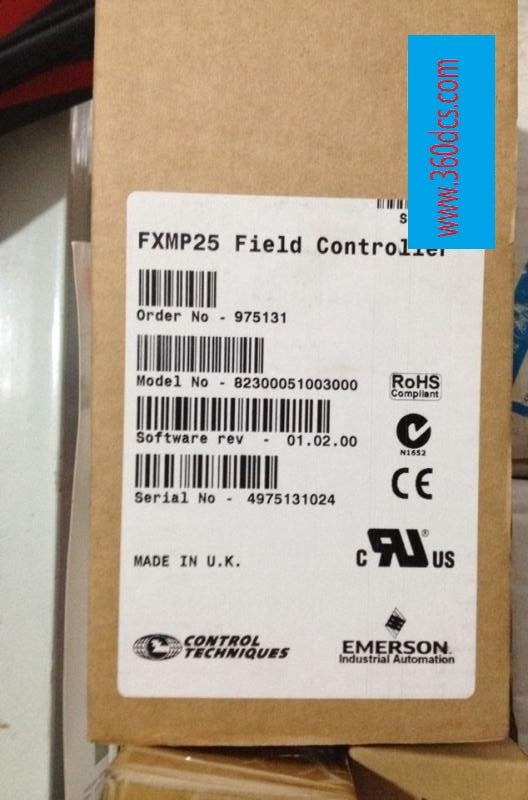 www.360dcs.com
S
FXMP25 Field Controller
Order No - 975131
Model No - 82300051003000
Software rev - 01.02.00
Serial No - 4975131024
RoHS
Compliant
N1652
CE
c RU ® US
MADE IN U.K.
CONTROL
TECHNIQUES
EMERSON
Industrial Automation